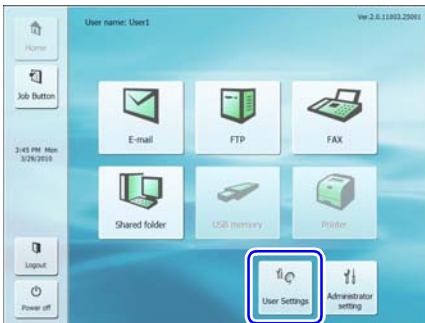 User name: User1
Ver.2.0.11003.25001
Home
Job Button
3:45 PM Mon
3/29/2010
Logout
Power off
E-mail
FTP
FAX
Shared folder
USB memory
Printer
User Settings
Administrator
setting